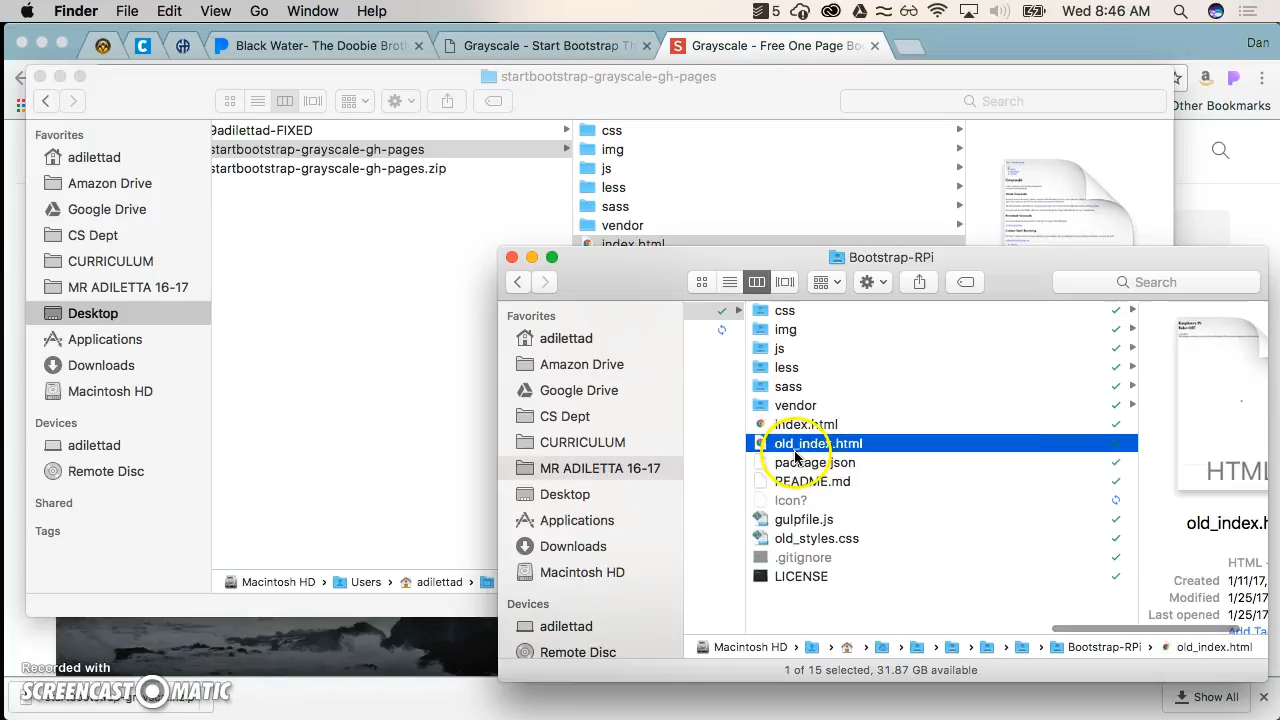 Finder File Edit View Go Window Help 5 Wed 8:46 AM
Black Water- The Doobie Broth
Grayscale - Start Bootstrap Th
Grayscale - Free One Page Boo
Dan
startbootstrap-grayscale-gh-pages
Search
Other Bookmarks
Favorites
adilettad
Amazon Drive
Google Drive
CS Dept
CURRICULUM
MR ADILETTA 16-17
Desktop
Applications
Downloads
Macintosh HD
Devices
adilettad
Remote Disc
Shared
Tags
9adilettad-FIXED
startbootstrap-grayscale-gh-pages
startbootstrap-grayscale-gh-pages.zip
css
img
js
less
sass
vendor
index.html
Macintosh HD Users adilettad
Bootstrap-RPi
Search
Favorites
adilettad
Amazon Drive
Google Drive
CS Dept
CURRICULUM
MR ADILETTA 16-17
Desktop
Applications
Downloads
Macintosh HD
Devices
adilettad
Remote Disc
css
img
js
less
sass
vendor
index.html
old_index.html
package.json
README.md
Icon?
gulpfile.js
old_styles.css
.gitignore
LICENSE
Raspberry Pi
HTML
old_index.h
HTML
Created 1/11/17,
Modified 1/25/17,
Last opened 1/25/17,
Add Ta
Macintosh HD Bootstrap-RPi old_index.html
1 of 15 selected, 31.87 GB available
Recorded with
SCREENCAST MATIC
Show All